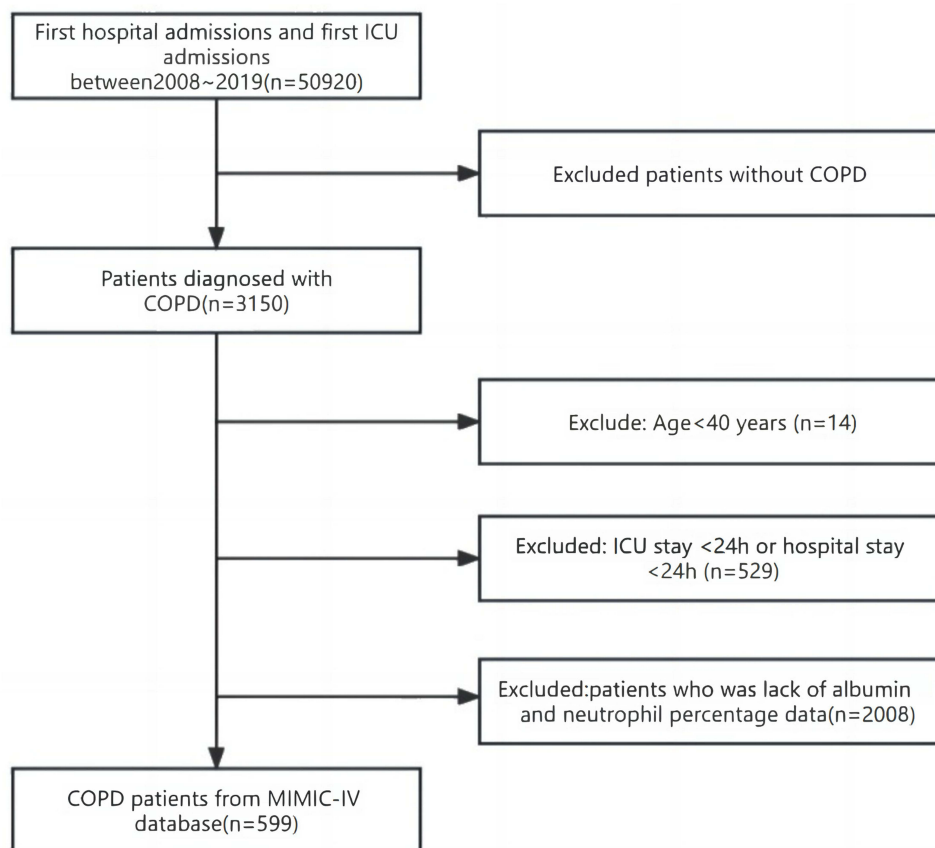 First hospital admissions and first ICU
admissions
between2008~2019(n=50920)
Excluded patients without COPD
Patients diagnosed with
COPD(n=3150)
Exclude: Age<40 years (n=14)
Excluded: ICU stay <24h or hospital stay
<24h (n=529)
Excluded:patients who was lack of albumin
and neutrophil percentage data(n=2008)
COPD patients from MIMIC-IV
database(n=599)